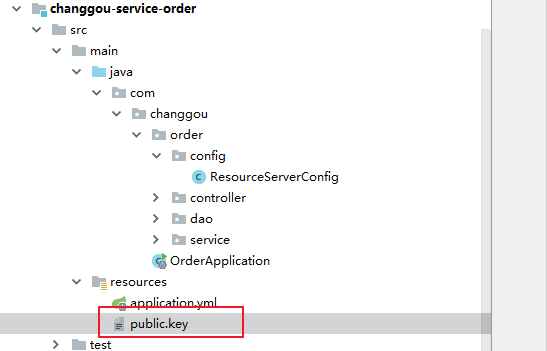 changgou-service-order
src
main
java
com
changgou
order
config
ResourceServerConfig
controller
dao
service
OrderApplication
resources
application.yml
public.key
test